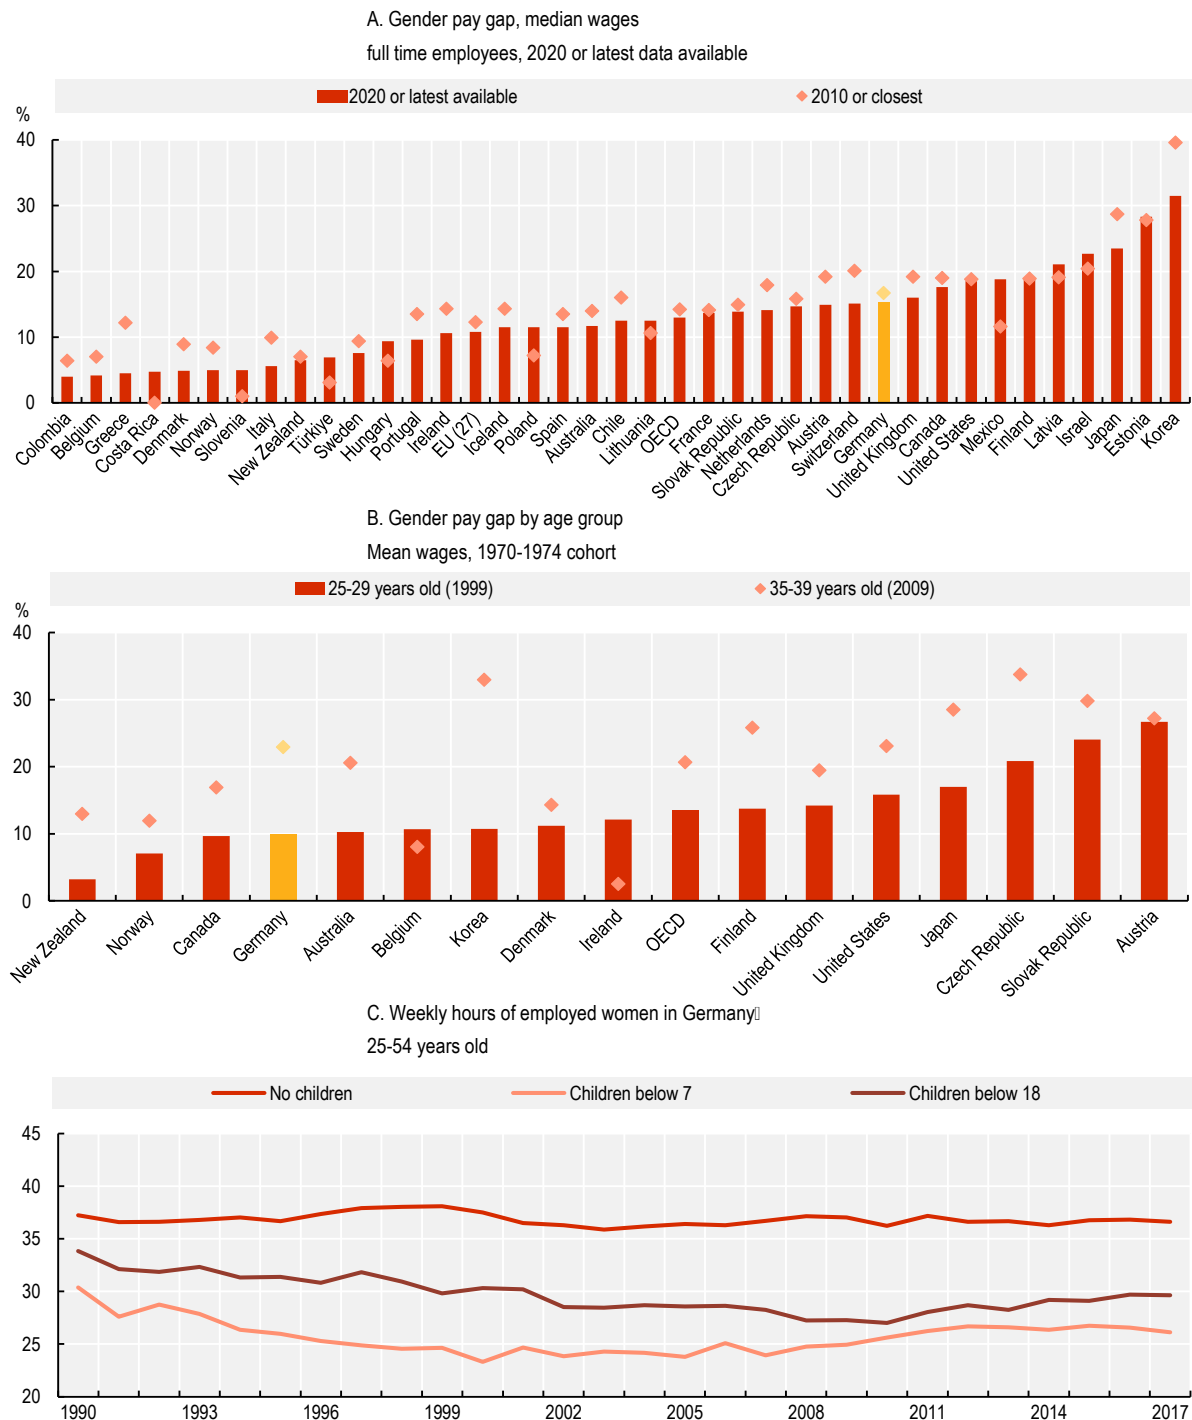 A. Gender pay gap, median wages
full time employees, 2020 or latest data available
2020 or latest available
2010 or closest
%
40
30
20
10
0
Colombia
Belgium
Greece
Costa Rica
Denmark
Norway
Slovenia
Italy
New Zealand
Türkiye
Sweden
Hungary
Portugal
Ireland
EU (27)
Iceland
Poland
Spain
Australia
Chile
Lithuania
OECD
France
Slovak Republic
Netherlands
Czech Republic
Austria
Switzerland
Germany
United Kingdom
Canada
United States
Mexico
Finland
Latvia
Israel
Japan
Estonia
Korea
B. Gender pay gap by age group
Mean wages, 1970-1974 cohort
25-29 years old (1999)
35-39 years old (2009)
%
40
30
20
10
0
New Zealand
Norway
Canada
Germany
Australia
Belgium
Korea
Denmark
Ireland
OECD
Finland
United Kingdom
United States
Japan
Czech Republic
Slovak Republic
Austria
C. Weekly hours of employed women in Germany
25-54 years old
No children
Children below 7
Children below 18
45
40
35
30
25
20
1990
1993
1996
1999
2002
2005
2008
2011
2014
2017